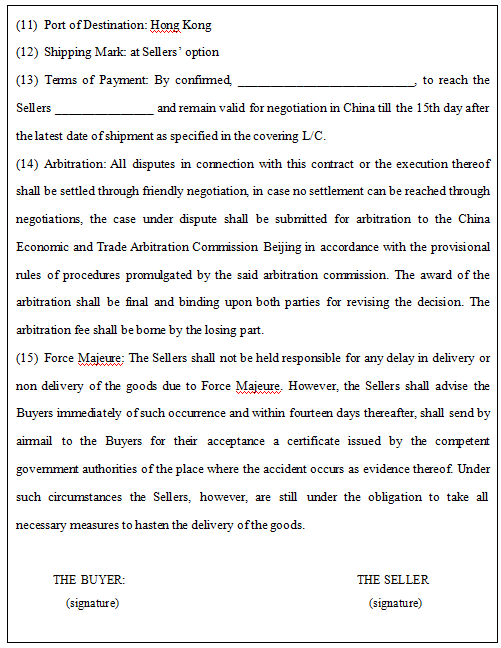 (11) Port of Destination: Hong Kong
(12) Shipping Mark: at Sellers' option
(13) Terms of Payment: By confirmed, ____________________________, to reach the
Sellers ________________ and remain valid for negotiation in China till the 15th day after
the latest date of shipment as specified in the covering L/C.
(14) Arbitration: All disputes in connection with this contract or the execution thereof
shall be settled through friendly negotiation, in case no settlement can be reached through
negotiations, the case under dispute shall be submitted for arbitration to the China
Economic and Trade Arbitration Commission Beijing in accordance with the provisional
rules of procedures promulgated by the said arbitration commission. The award of the
arbitration shall be final and binding upon both parties for revising the decision. The
arbitration fee shall be borne by the losing part.
(15) Force Majeure: The Sellers shall not be held responsible for any delay in delivery or
non delivery of the goods due to Force Majeure. However, the Sellers shall advise the
Buyers immediately of such occurrence and within fourteen days thereafter, shall send by
airmail to the Buyers for their acceptance a certificate issued by the competent
government authorities of the place where the accident occurs as evidence thereof. Under
such circumstances the Sellers, however, are still under the obligation to take all
necessary measures to hasten the delivery of the goods.
THE BUYER: THE SELLER
(signature) (signature)